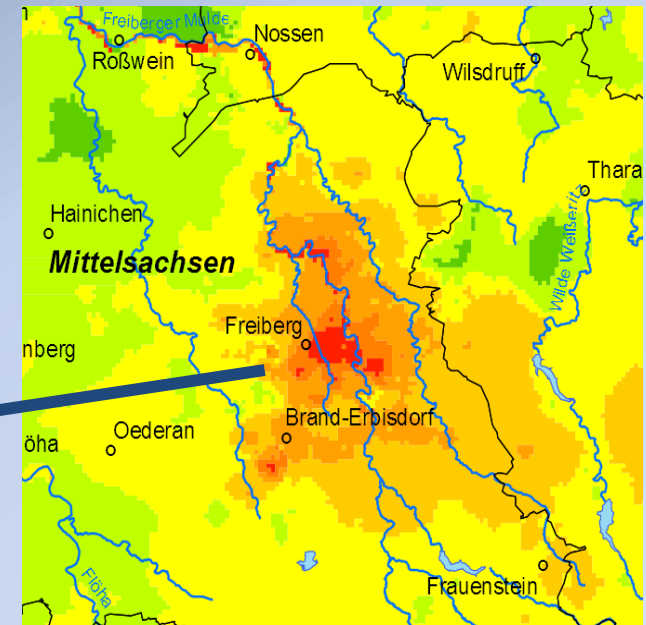 Freiberger Mulde
Nossen
Roßwein
Wilsdruff
Thara
Hainichen
Wilde Weißeritz
Mittelsachsen
Freiberg
nberg
Brand-Erbisdorf
Oederan
öha
Frauenstein
Flöha